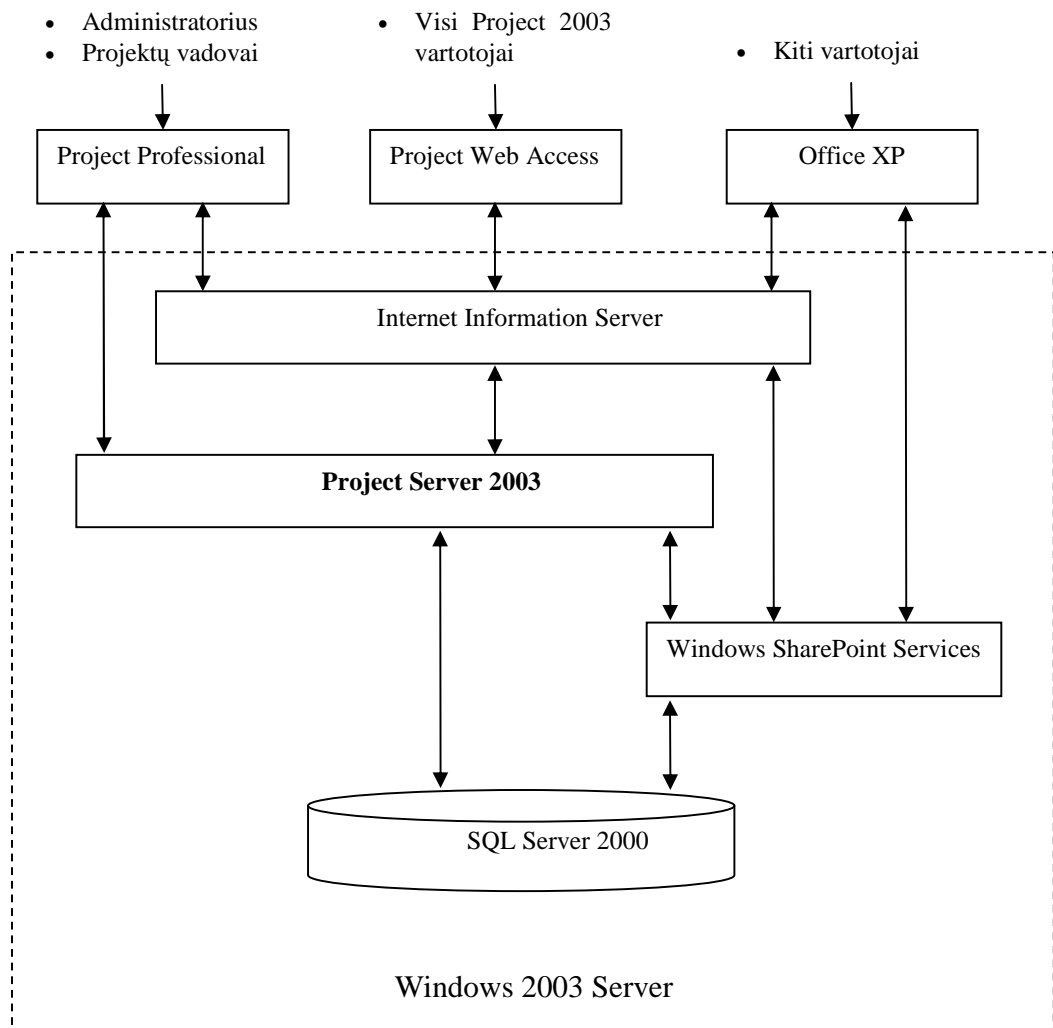 • Administratorius
• Projektų vadovai
• Visi Project 2003
vartotojai
• Kiti vartotojai
Project Professional
Project Web Access
Office XP
Internet Information Server
Project Server 2003
Windows SharePoint Services
SQL Server 2000
Windows 2003 Server